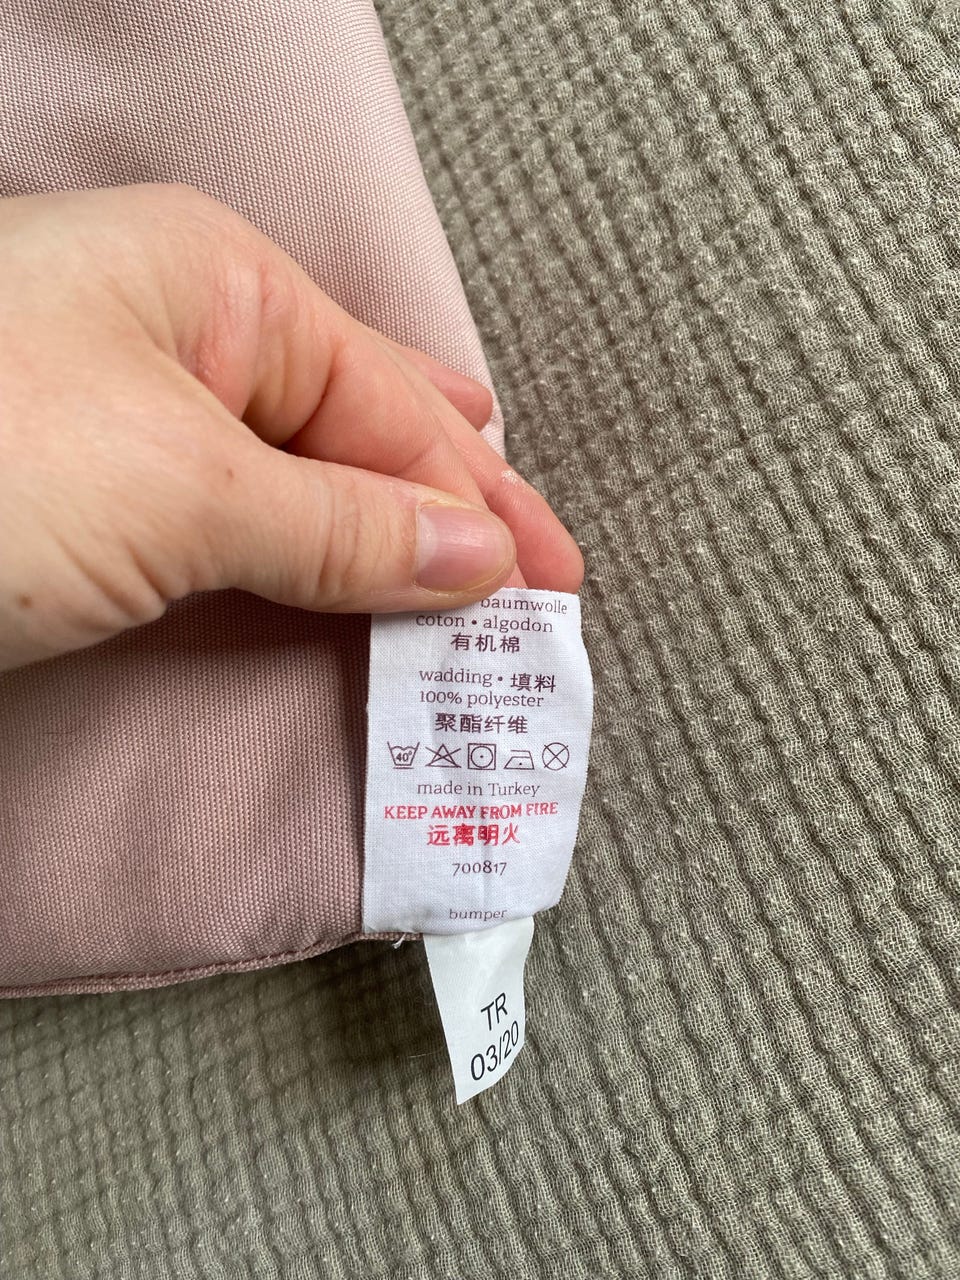 baumwolle
coton • algodon
有机棉
wadding • 填料
100% polyester
聚酯纤维
40°
made in Turkey
KEEP AWAY FROM FIRE
远离明火
700817
bumper
TR
03/20